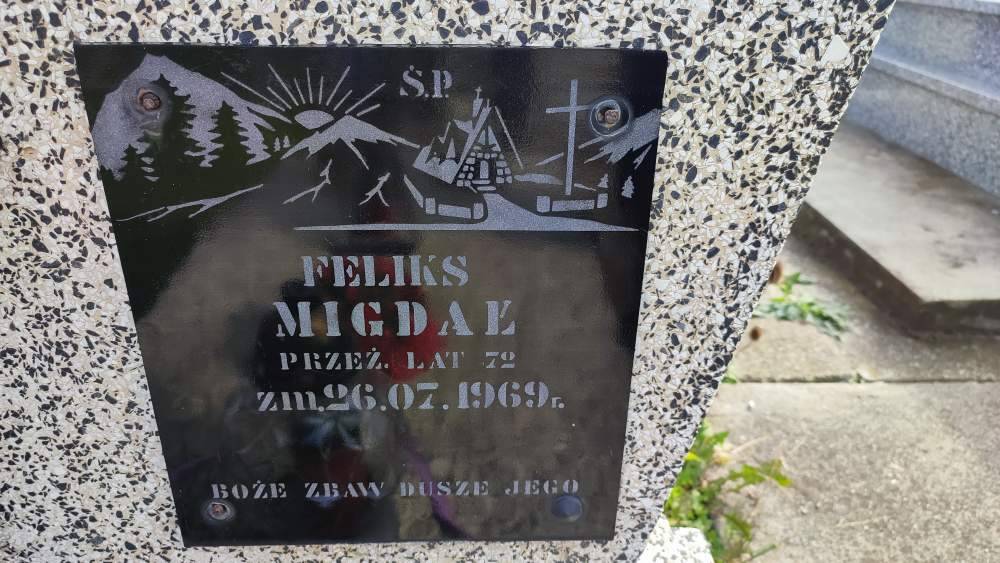 Ś.P.
FELIKS
MIGDAŁ
PRZEŻ. LAT 72
zm. 26.07.1969r.
BOŻE ZBAW DUSZE JEGO